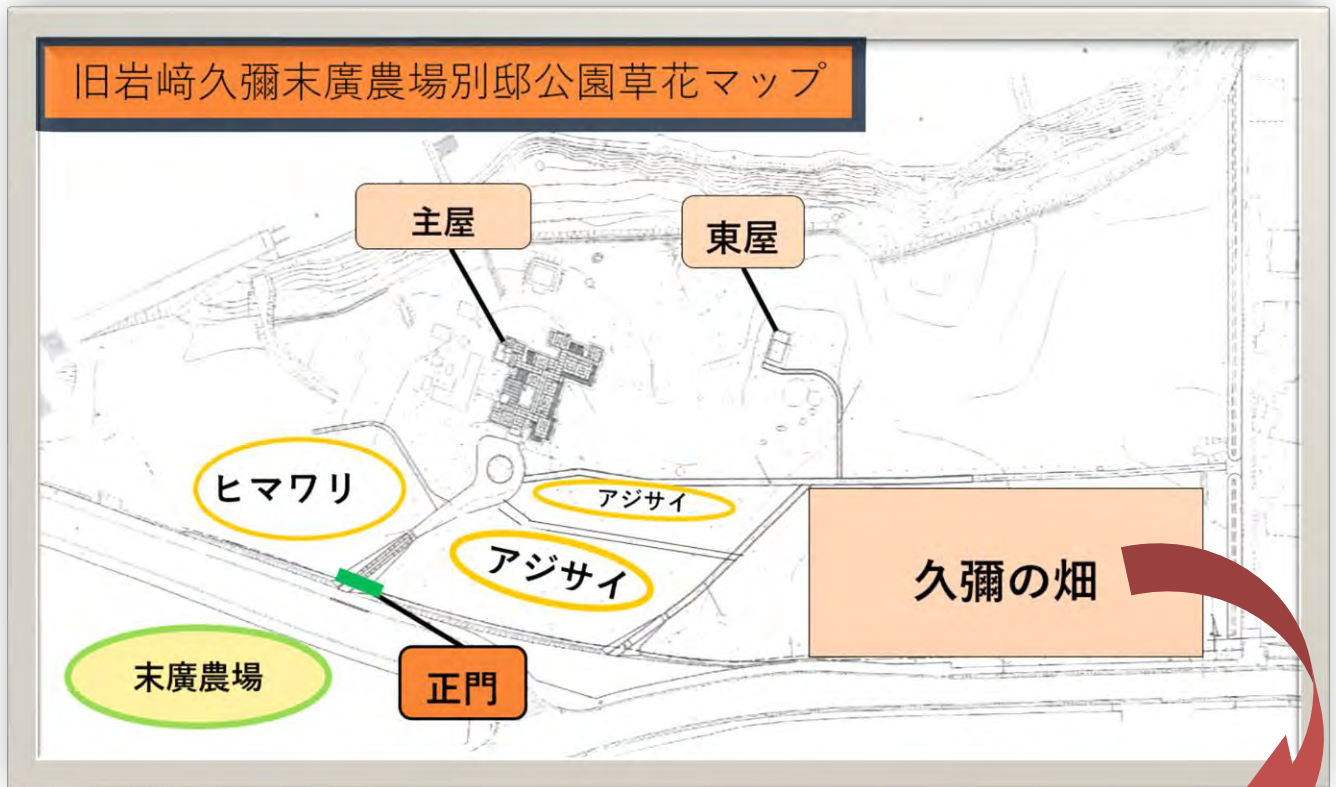 旧岩﨑久彌末廣農場別邸公園草花マップ
主屋
東屋
ヒマワリ
アジサイ
アジサイ
久彌の畑
末廣農場
正門